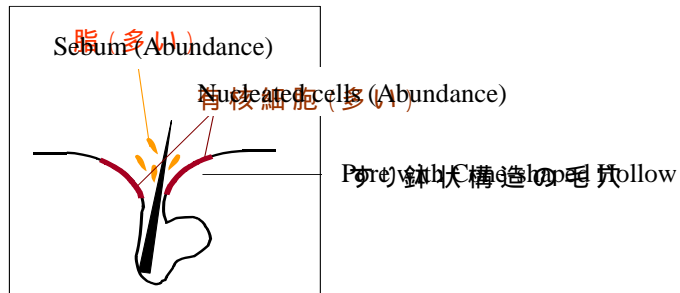 脂(多い)
Sebum (Abundance)
有核細胞(多い)
Nucleated cells (Abundance)
すり鉢状構造の毛穴
Pore with Cone-shaped Hollow